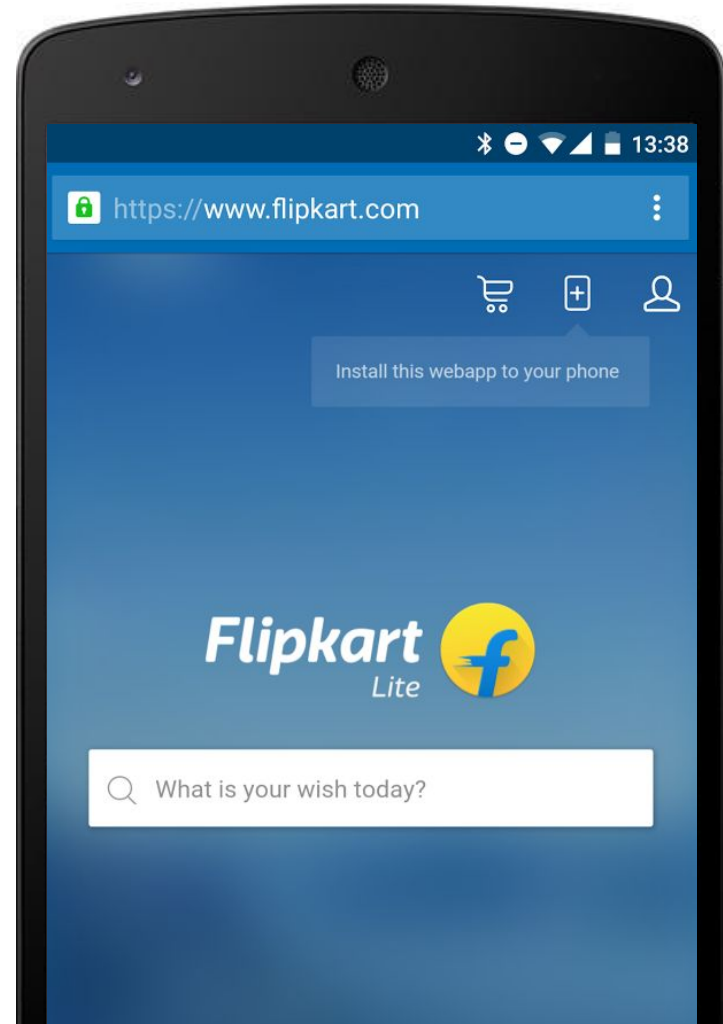 13:38
https://www.flipkart.com
Install this webapp to your phone
Flipkart
Lite
What is your wish today?